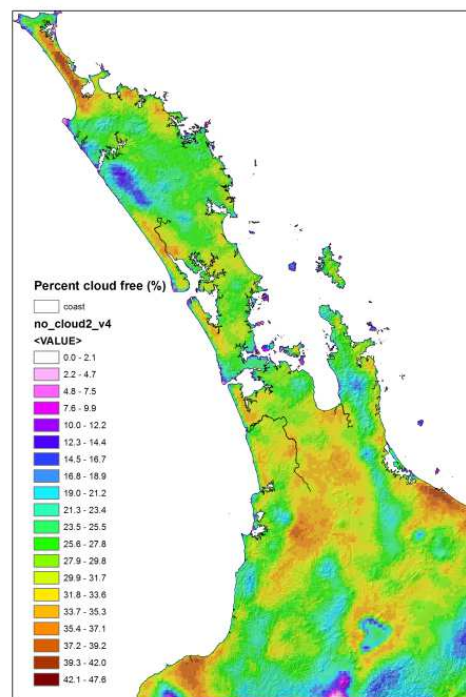 Percent cloud free (%)
coast
no_cloud2_v4
<VALUE>
0.0 - 2.1
2.2 - 4.7
4.8 - 7.5
7.6 - 9.9
10.0 - 12.2
12.3 - 14.4
14.5 - 16.7
16.8 - 18.9
19.0 - 21.2
21.3 - 23.4
23.5 - 25.5
25.6 - 27.8
27.9 - 29.8
29.9 - 31.7
31.8 - 33.6
33.7 - 35.3
35.4 - 37.1
37.2 - 39.2
39.3 - 42.0
42.1 - 47.6